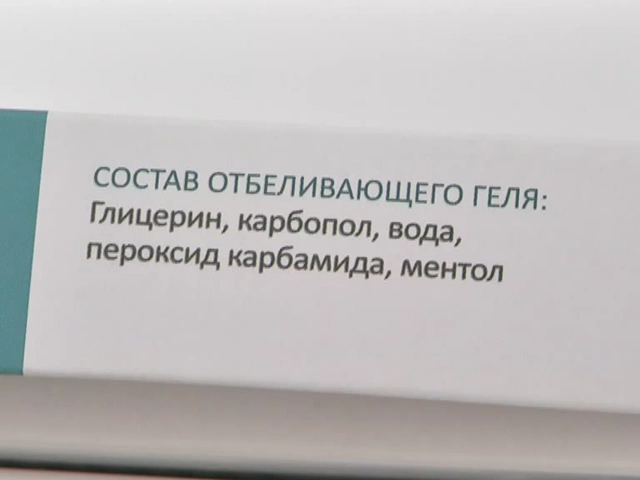 СОСТАВ ОТБЕЛИВАЮЩЕГО ГЕЛЯ:
Глицерин, карбопол, вода,
пероксид карбамида, ментол